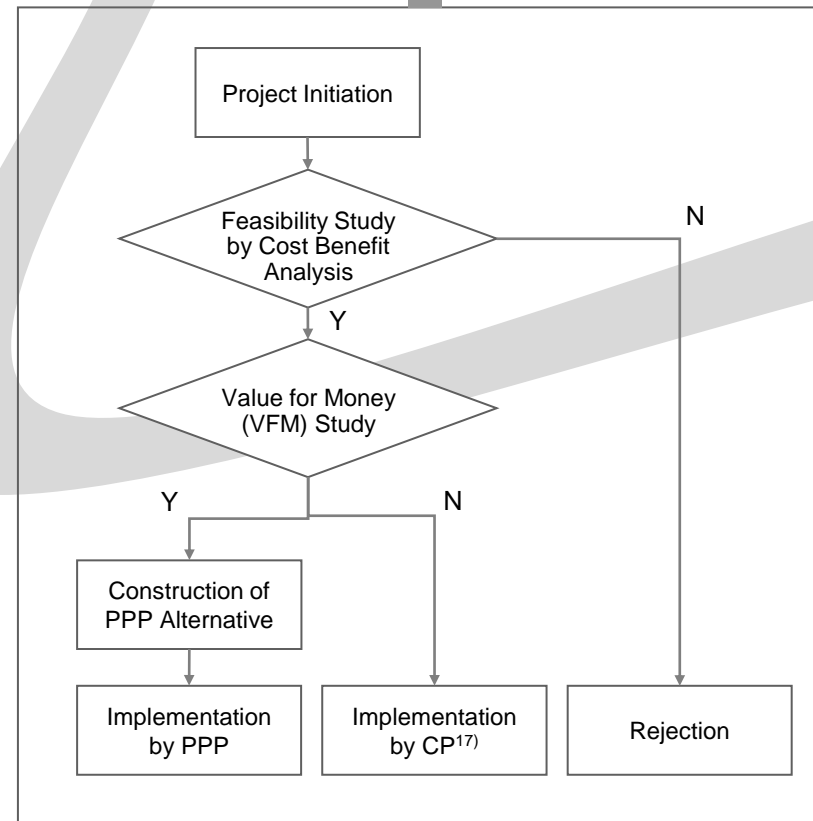 Project Initiation
Feasibility Study
by Cost Benefit
Analysis
N
Y
Value for Money
(VFM) Study
Y
N
Construction of
PPP Alternative
Implementation
by PPP
Implementation
by CP17)
Rejection